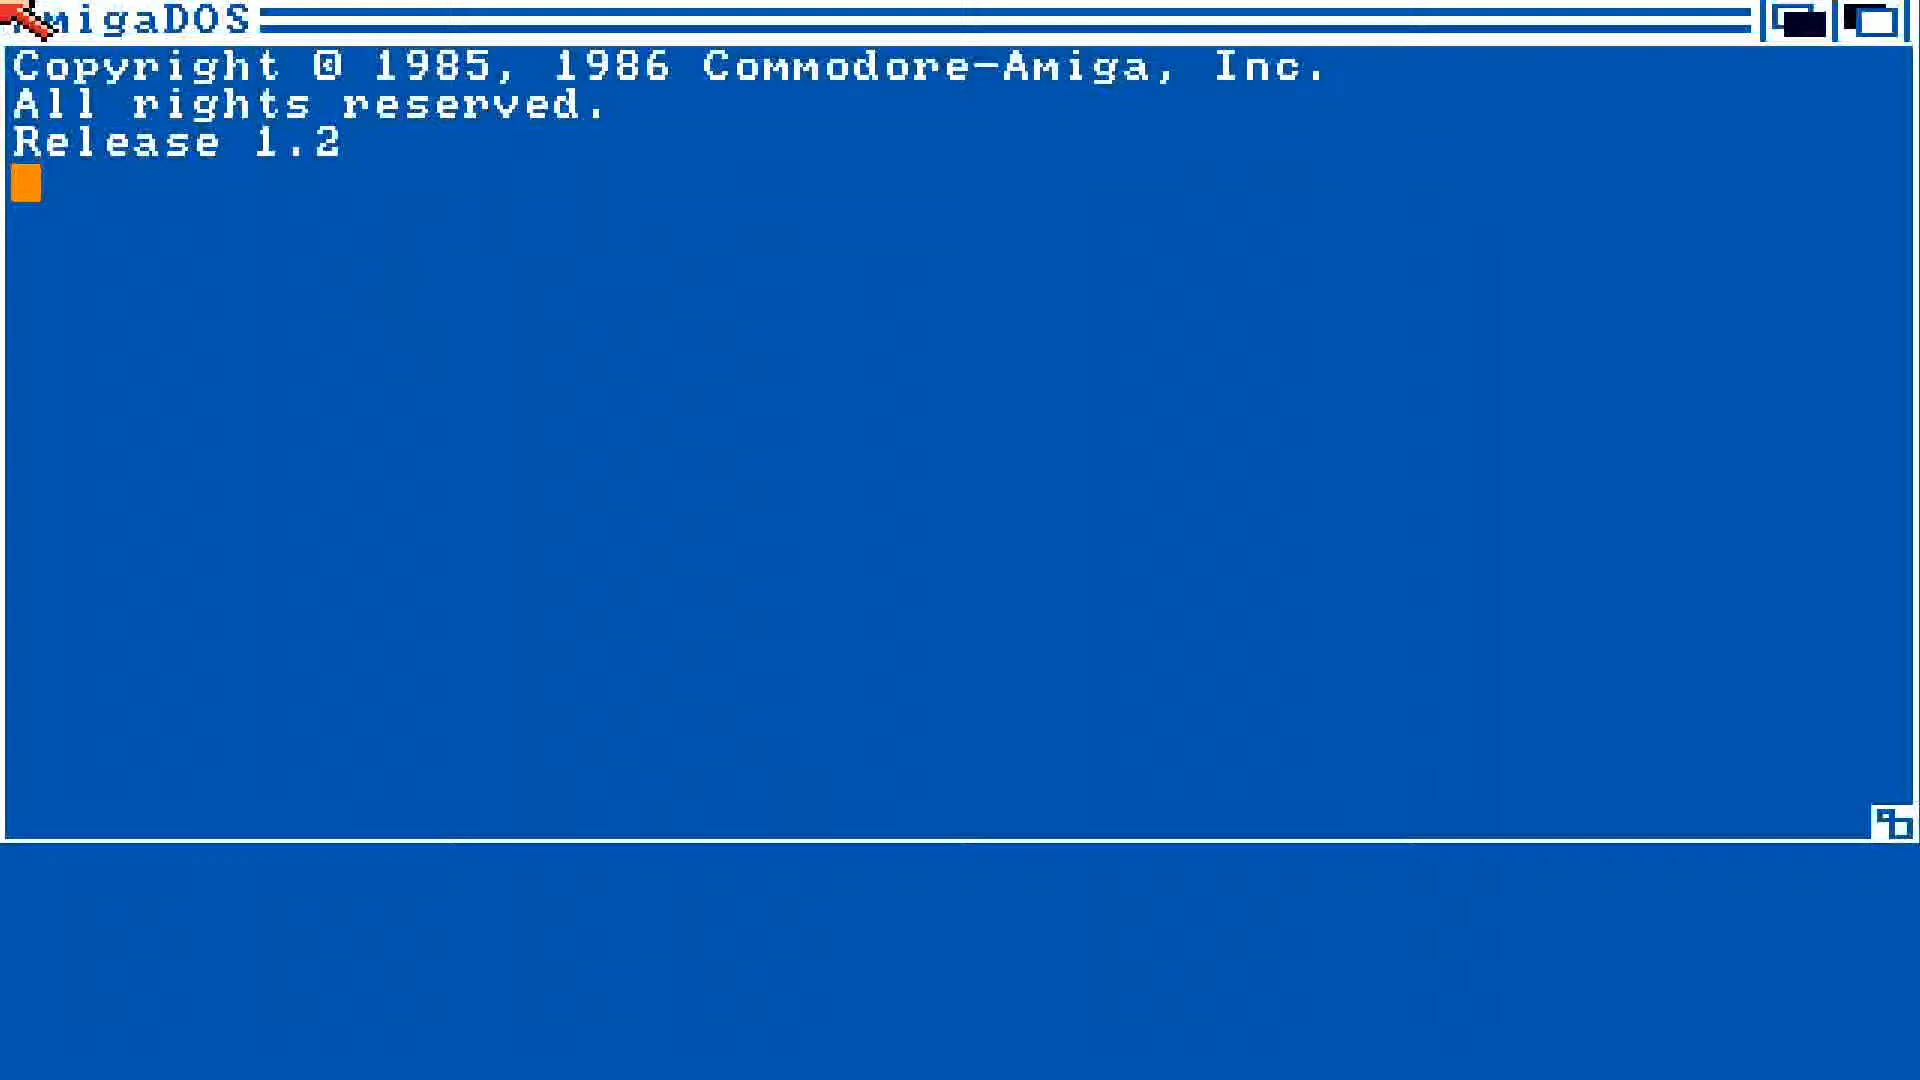 AmigaDOS
Copyright © 1985, 1986 Commodore-Amiga, Inc.
All rights reserved.
Release 1.2